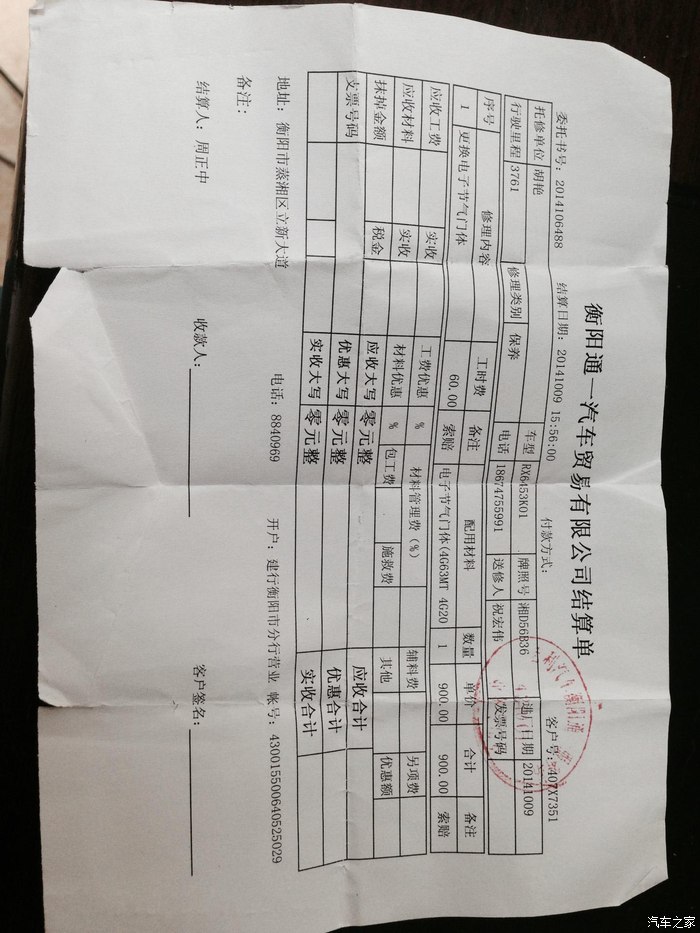 衡阳通一汽车贸易有限公司结算单
委托书号: 2014106488 结算日期: 20141009 15:56:00 付款方式: 客户号: 407X7351
托修单位 胡艳 车型 RX6453K01 牌照号 湘D56B36 进厂日期 20141009
行驶里程 3761 修理类别 保养 电话 18674755991 送修人 祝宏伟 发票号码
序号 修理内容 工时费 备注 配用材料 数量 单价 合计 备注
1 更换电子节气门体 60.00 索赔 电子节气门体(4G63MT 4G20 1 900.00 900.00 索赔
应收工费 实收 工费优惠 % 材料管理费(%) 辅料费 另项费
应收材料 实收 材料优惠 % 包工费 施救费 其他 优惠额
抹掉金额 税金 应收大写 零元整 应收合计
支票号码 优惠大写 零元整 优惠合计
实收大写 零元整 实收合计
地址: 衡阳市蒸湘区立新大道 电话: 8840969 开户: 建行衡阳市分行营业 帐号: 430015500640525029
备注:
结算人: 周正中 收款人: 客户签名:
汽车之家